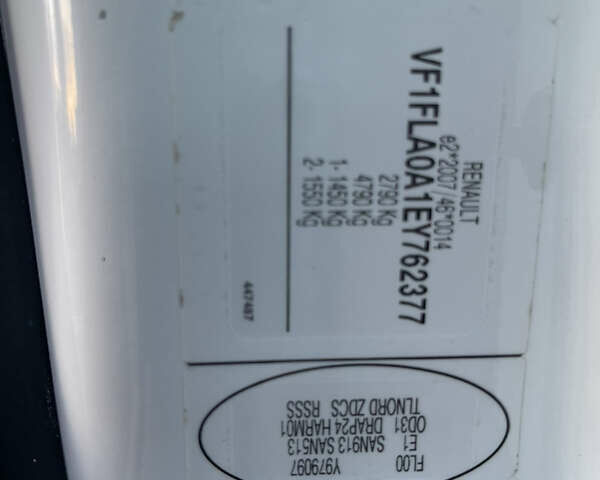 RENAULT
e2*2007/46*0014
VF1FLA0A1EY762377
2790 Kg
4790 Kg
1- 1450 Kg
2- 1550 Kg
447487
FL00 Y979097
E1 SAN913 SAN513
OD31 DRAP24 HARM01
TLNORD ZDCS RSSS